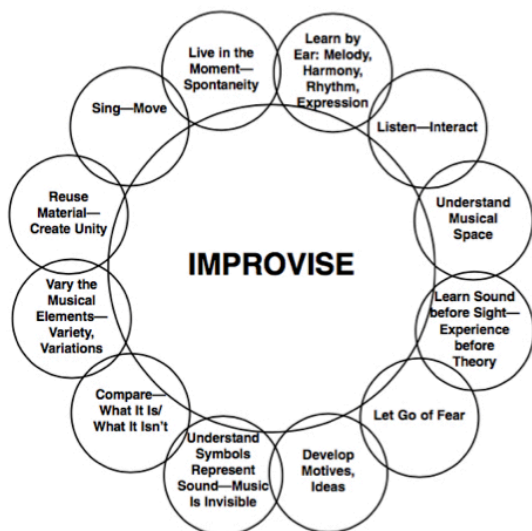 Live in the
Moment—
Spontaneity
Learn by
Ear: Melody,
Harmony,
Rhythm,
Expression
Listen—Interact
Understand
Musical
Space
Learn Sound
before Sight—
Experience
before
Theory
Let Go of Fear
Develop
Motives,
Ideas
Understand
Symbols
Represent
Sound—Music
Is Invisible
Compare—
What It Is/
What It Isn't
Vary the
Musical
Elements—
Variety,
Variations
Reuse
Material—
Create Unity
Sing—Move
IMPROVISE